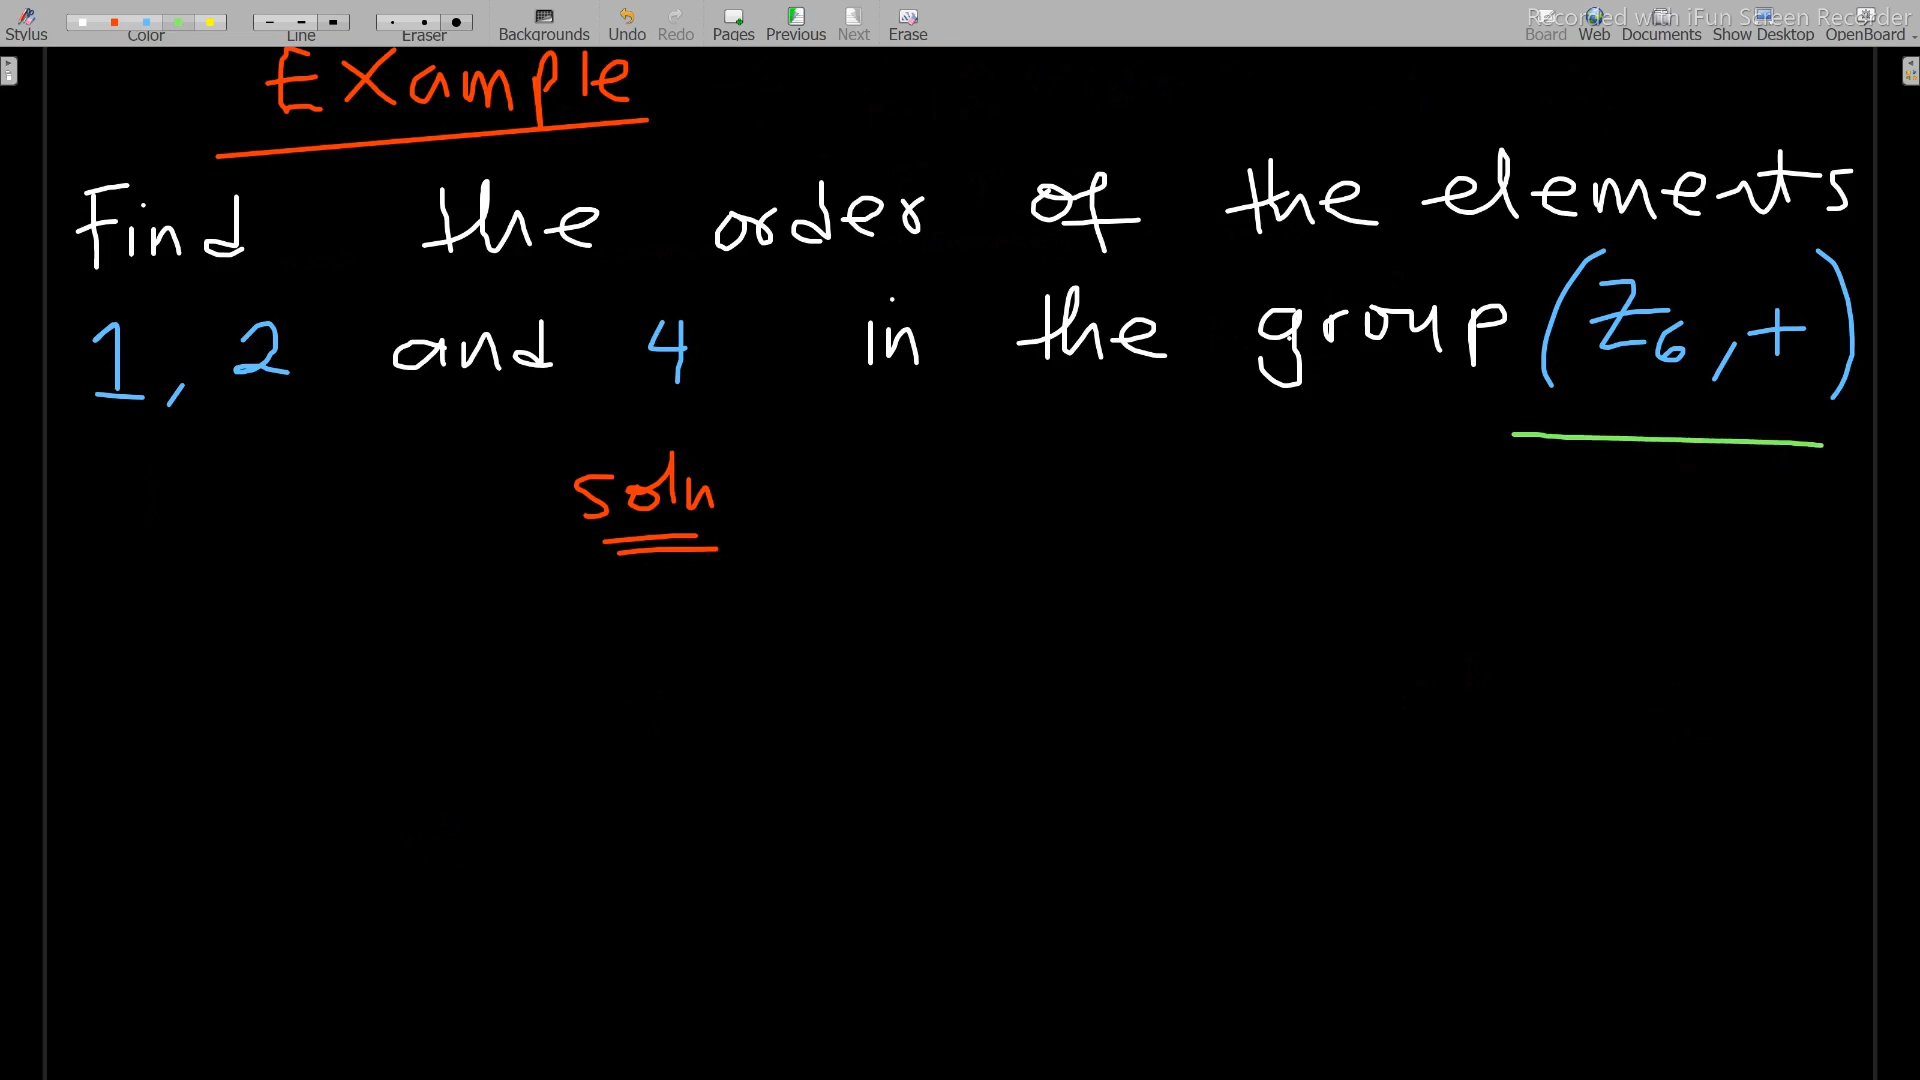 Recorded with iFun Screen Recorder
Stylus Color Line Eraser Backgrounds Undo Redo Pages Previous Next Erase Board Web Documents Show Desktop OpenBoard
Example
Find the order of the elements
1, 2 and 4 in the group (Z₆, +)
Soln